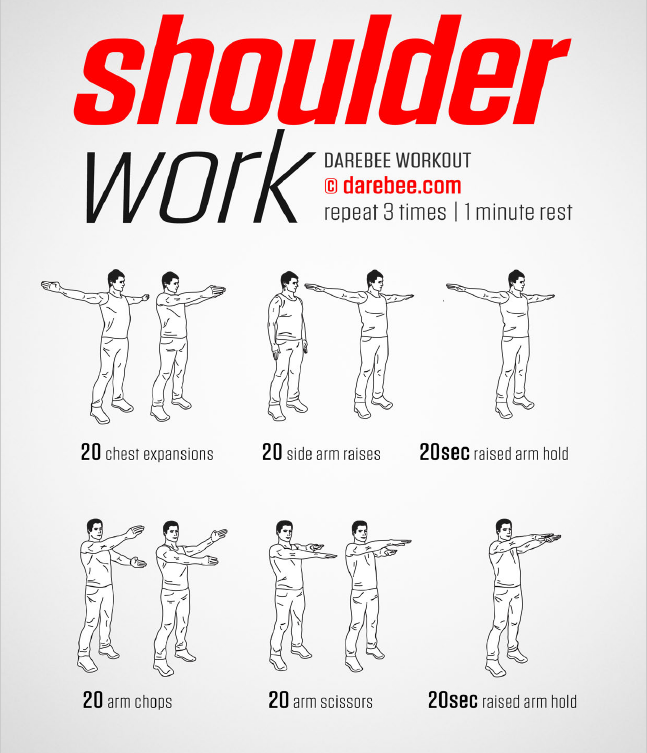 shoulder
work
DAREBEE WORKOUT
© darebee.com
repeat 3 times | 1 minute rest
20 chest expansions
20 side arm raises
20sec raised arm hold
20 arm chops
20 arm scissors
20sec raised arm hold